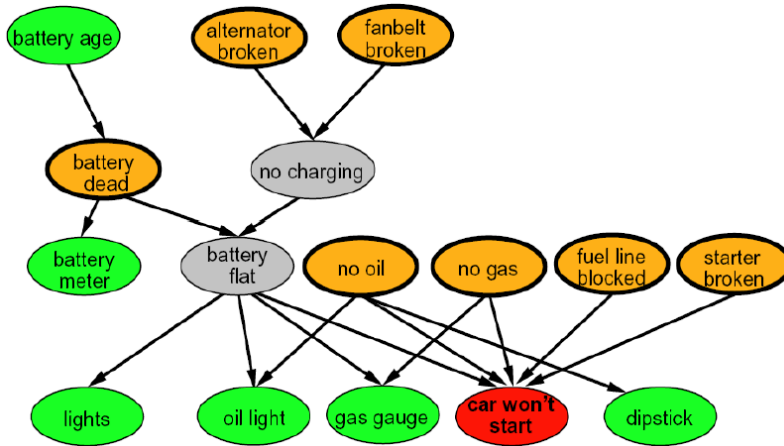 battery age
alternator
broken
fanbelt
broken
battery
dead
no charging
battery
meter
battery
flat
no oil
no gas
fuel line
blocked
starter
broken
lights
oil light
gas gauge
car won't
start
dipstick